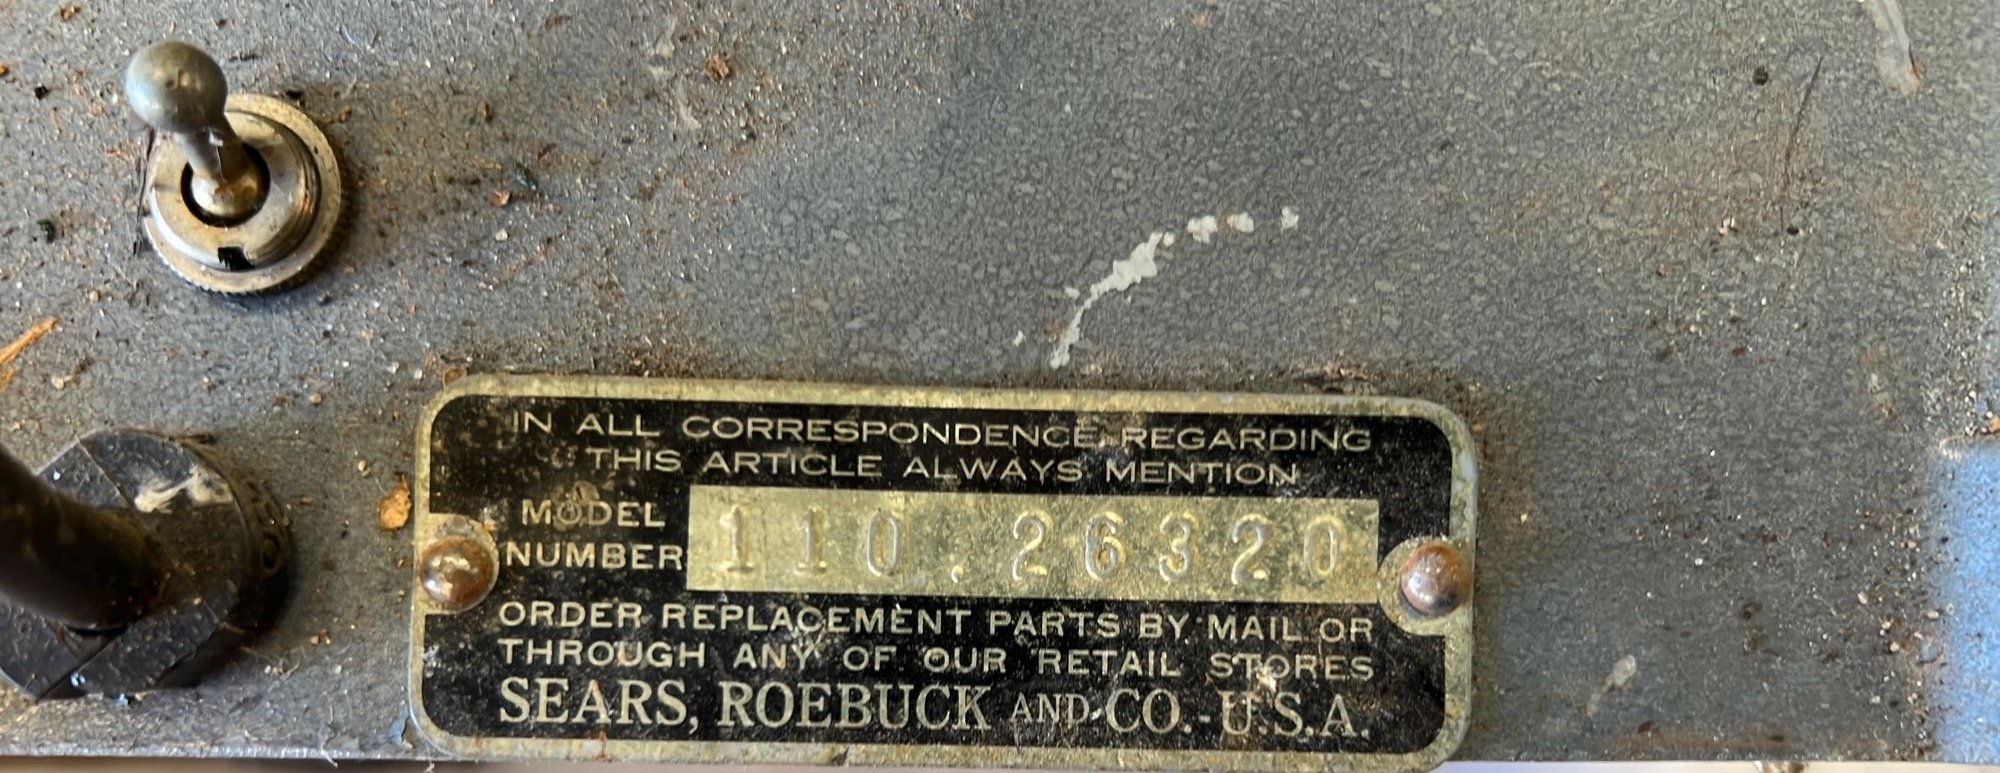 IN ALL CORRESPONDENCE REGARDING
THIS ARTICLE ALWAYS MENTION
MODEL NUMBER 110.26320
ORDER REPLACEMENT PARTS BY MAIL OR
THROUGH ANY OF OUR RETAIL STORES
SEARS, ROEBUCK AND CO.-U.S.A.